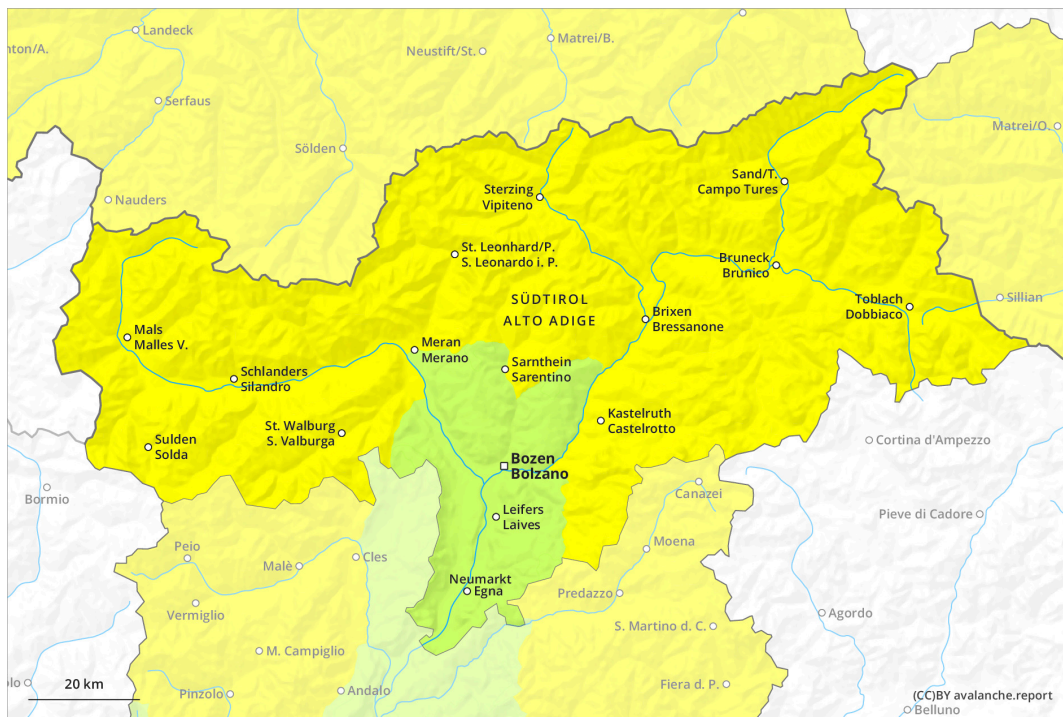 Landeck
nton/A.
Neustift/St.
Matrei/B.
Serfaus
Matrei/O.
Sölden
Sand/T.
Campo Tures
Sterzing
Vipiteno
Nauders
St. Leonhard/P.
S. Leonardo i. P.
Bruneck
Brunico
SÜDTIROL
ALTO ADIGE
Toblach
Dobbiaco
Sillian
Brixen
Bressanone
Mals
Malles V.
Meran
Merano
Sarnthein
Sarentino
Schlanders
Silandro
Kastelruth
Castelrotto
St. Walburg
S. Valburga
Sulden
Solda
Cortina d'Ampezzo
Bozen
Bolzano
Bormio
Canazei
Leifers
Laives
Pieve di Cadore
Moena
Peio
Cles
Malè
Neumarkt
Egna
Predazzo
Vermiglio
Agordo
S. Martino d. C.
M. Campiglio
olo
20 km
Pinzolo
Andalo
Fiera d. P.
(CC)BY avalanche.report
Belluno